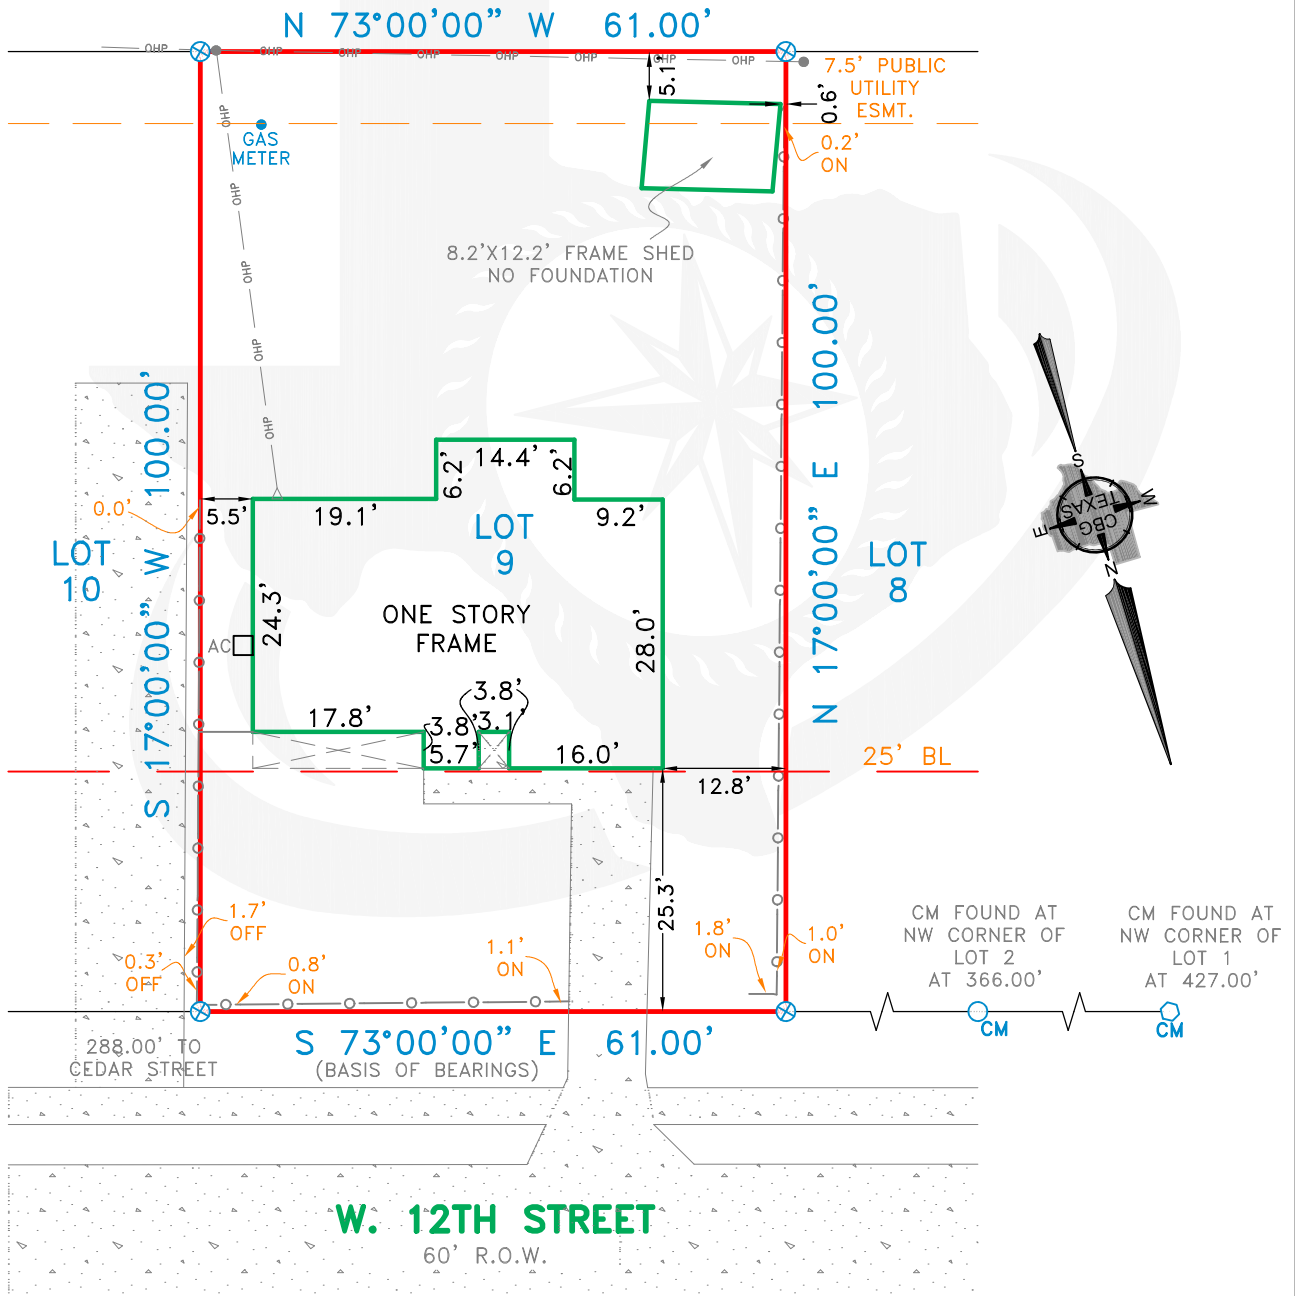 N 73°00'00" W 61.00'
OHP
OHP
OHP
OHP
OHP
OHP
OHP
OHP
5.1'
7.5' PUBLIC
UTILITY
ESMT.
0.6'
OHP
GAS
METER
0.2'
ON
OHP
8.2'X12.2' FRAME SHED
NO FOUNDATION
OHP
OHP
OHP
S 17°00'00" W 100.00'
N 17°00'00" E 100.00'
14.4'
6.2'
6.2'
0.0'
5.5'
19.1'
9.2'
LOT
9
LOT
10
LOT
8
S
W
E
N
CBG
TEXAS
24.3'
ONE STORY
FRAME
28.0'
AC
3.8'
17.8'
3.8'
3.1'
5.7'
16.0'
25' BL
12.8'
25.3'
1.7'
OFF
0.3'
OFF
0.8'
ON
1.1'
ON
1.8'
ON
1.0'
ON
CM FOUND AT
NW CORNER OF
LOT 2
AT 366.00'
CM FOUND AT
NW CORNER OF
LOT 1
AT 427.00'
CM
CM
288.00' TO
CEDAR STREET
S 73°00'00" E 61.00'
(BASIS OF BEARINGS)
W. 12TH STREET
60' R.O.W.